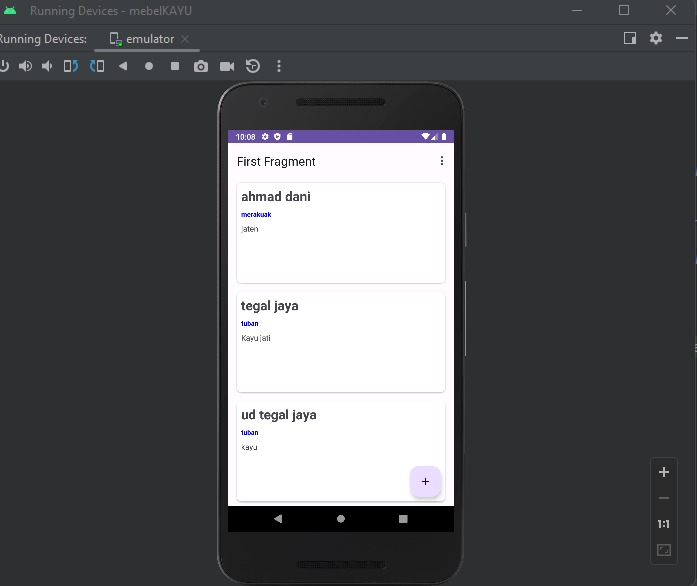 Running Devices - mebelKAYU
Running Devices: emulator
10:08
First Fragment
ahmad dani
merakuak
jaten
tegal jaya
tuban
Kayu jati
ud tegal jaya
tuban
kayu
+
1:1